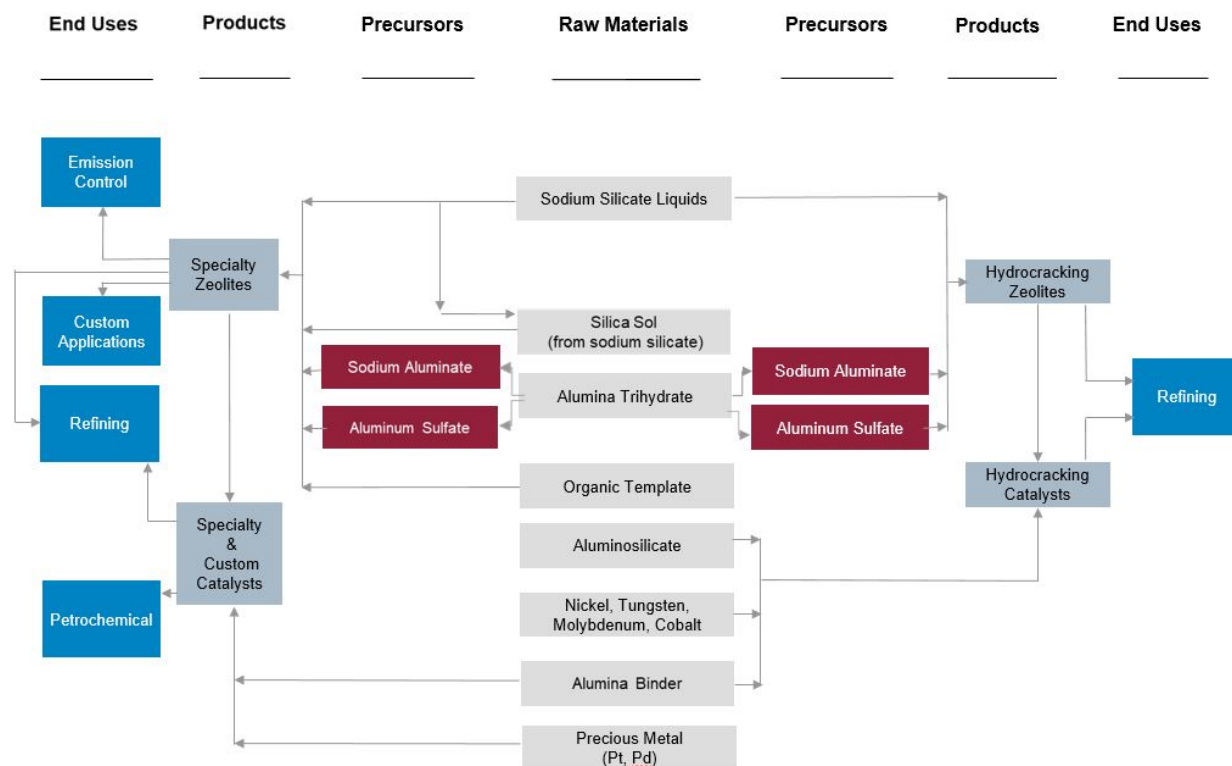 End Uses
Products
Precursors
Raw Materials
Precursors
Products
End Uses
Emission
Control
Sodium Silicate Liquids
Specialty
Zeolites
Hydrocracking
Zeolites
Custom
Applications
Silica Sol
(from sodium silicate)
Sodium Aluminate
Sodium Aluminate
Alumina Trihydrate
Refining
Refining
Aluminum Sulfate
Aluminum Sulfate
Organic Template
Hydrocracking
Catalysts
Specialty
&
Custom
Catalysts
Aluminosilicate
Petrochemical
Nickel, Tungsten,
Molybdenum, Cobalt
Alumina Binder
Precious Metal
(Pt, Pd)